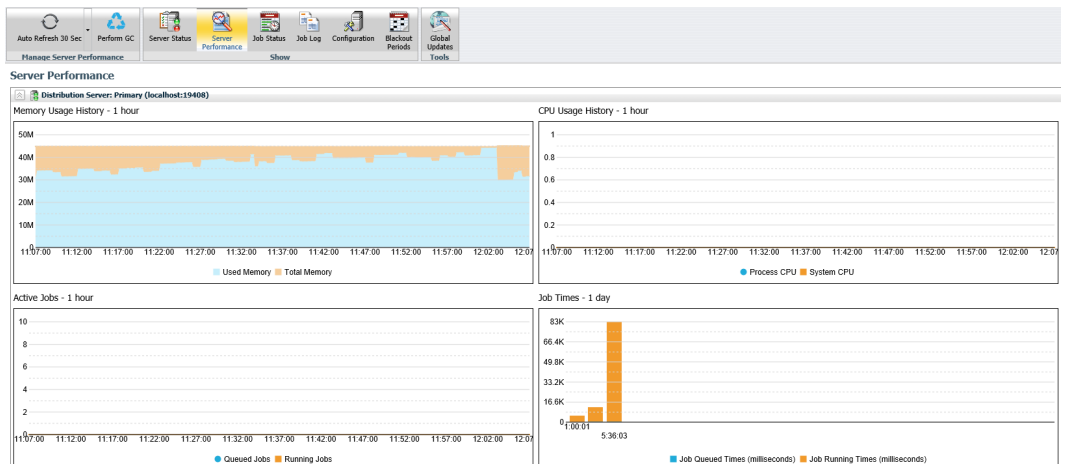 Auto Refresh 30 Sec
Perform GC
Server Status
Server Performance
Job Status
Job Log
Configuration
Blackout Periods
Global Updates
Manage Server Performance
Show
Tools
Server Performance
Distribution Server: Primary (localhost:19408)
Memory Usage History - 1 hour
50M
40M
30M
20M
10M
0
11:07:00 11:12:00 11:17:00 11:22:00 11:27:00 11:32:00 11:37:00 11:42:00 11:47:00 11:52:00 11:57:00 12:02:00 12:07
Used Memory Total Memory
CPU Usage History - 1 hour
1
0.8
0.6
0.4
0.2
0
11:07:00 11:12:00 11:17:00 11:22:00 11:27:00 11:32:00 11:37:00 11:42:00 11:47:00 11:52:00 11:57:00 12:02:00 12:07
Process CPU System CPU
Active Jobs - 1 hour
10
8
6
4
2
0
11:07:00 11:12:00 11:17:00 11:22:00 11:27:00 11:32:00 11:37:00 11:42:00 11:47:00 11:52:00 11:57:00 12:02:00 12:07
Queued Jobs Running Jobs
Job Times - 1 day
83K
66.4K
49.8K
33.2K
16.6K
0
1:00:01
5:36:03
Job Queued Times (milliseconds) Job Running Times (milliseconds)